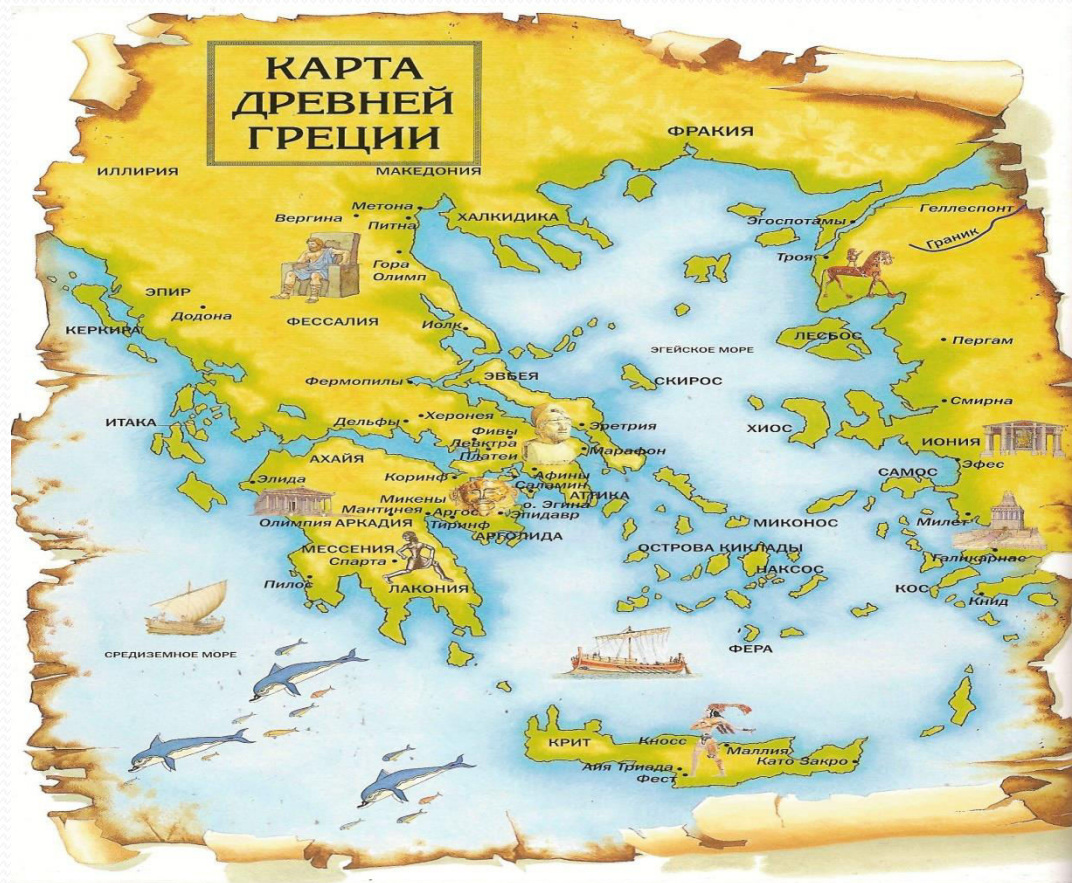 КАРТА
ДРЕВНЕЙ
ГРЕЦИИ
ФРАКИЯ
ИЛЛИРИЯ
МАКЕДОНИЯ
Метона
Вергина
Питна
ХАЛКИДИКА
Эгоспотамы
Геллеспонт
Граник
Троя
Гора
Олимп
ЭПИР
Додона
ФЕССАЛИЯ
Иолк
КЕРКИРА
ЛЕСБОС
Пергам
ЭГЕЙСКОЕ МОРЕ
Фермопилы
ЭВБЕЯ
СКИРОС
Смирна
ИТАКА
Дельфы
Херонея
Фивы
Эретрия
ХИОС
Левктра
ИОНИЯ
Платеи
Марафон
АХАЙЯ
Эфес
Элида
Коринф
Афины
САМОС
Саламин
АТТИКА
Микены
о. Эгина
Мантинея
Аргос
Эпидавр
Олимпия
АРКАДИЯ
Тиринф
МИКОНОС
Милет
АРГОЛИДА
МЕССЕНИЯ
ОСТРОВА КИКЛАДЫ
Спарта
Галикарнас
НАКСОС
Пилос
ЛАКОНИЯ
КОС
Книд
ФЕРА
СРЕДИЗЕМНОЕ МОРЕ
КРИТ
Кносс
Маллия
Айя Триада
Като Закро
Фест